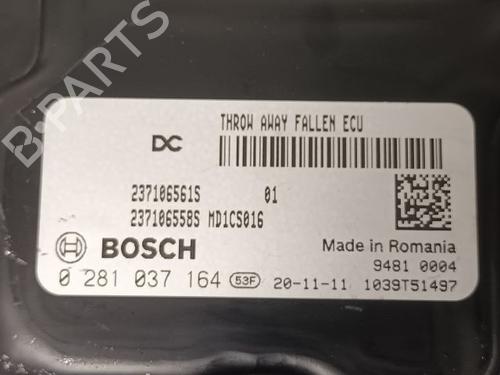 THROW AWAY FALLEN ECU
DC
237106561S 01
237106558S MD1CS016
BOSCH
Made in Romania
9481 0004
0 281 037 164 53F 20-11-11 1039T51497
B-PARTS